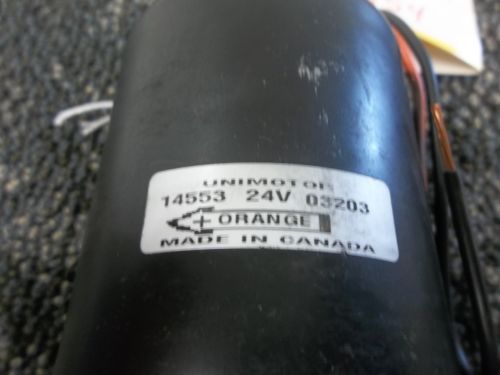 UNIMOTOR
14553 24V 03203
+ ORANGE
MADE IN CANADA